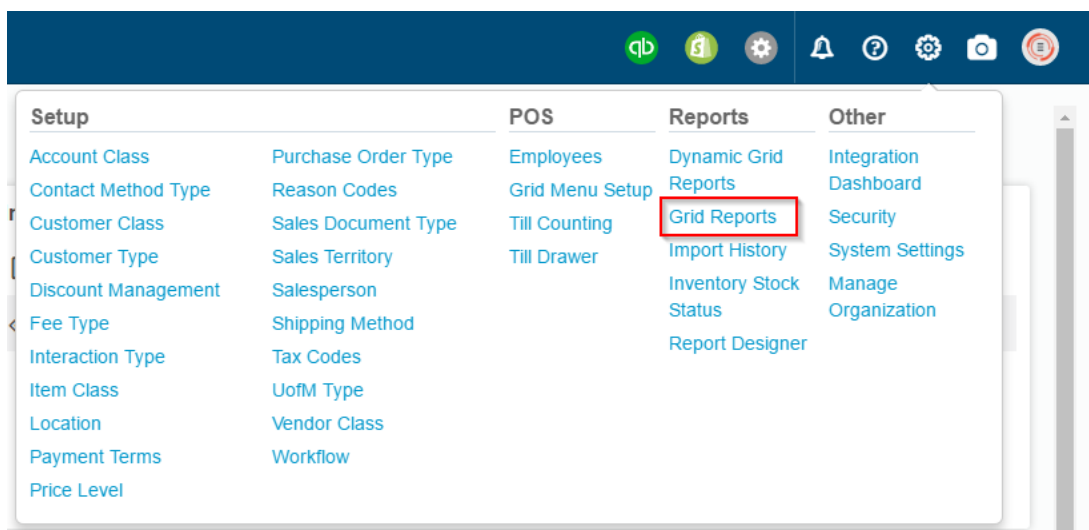 qb
Setup
Account Class
Contact Method Type
Customer Class
Customer Type
Discount Management
Fee Type
Interaction Type
Item Class
Location
Payment Terms
Price Level
Purchase Order Type
Reason Codes
Sales Document Type
Sales Territory
Salesperson
Shipping Method
Tax Codes
UofM Type
Vendor Class
Workflow
POS
Employees
Grid Menu Setup
Till Counting
Till Drawer
Reports
Dynamic Grid
Reports
Grid Reports
Import History
Inventory Stock
Status
Report Designer
Other
Integration
Dashboard
Security
System Settings
Manage
Organization